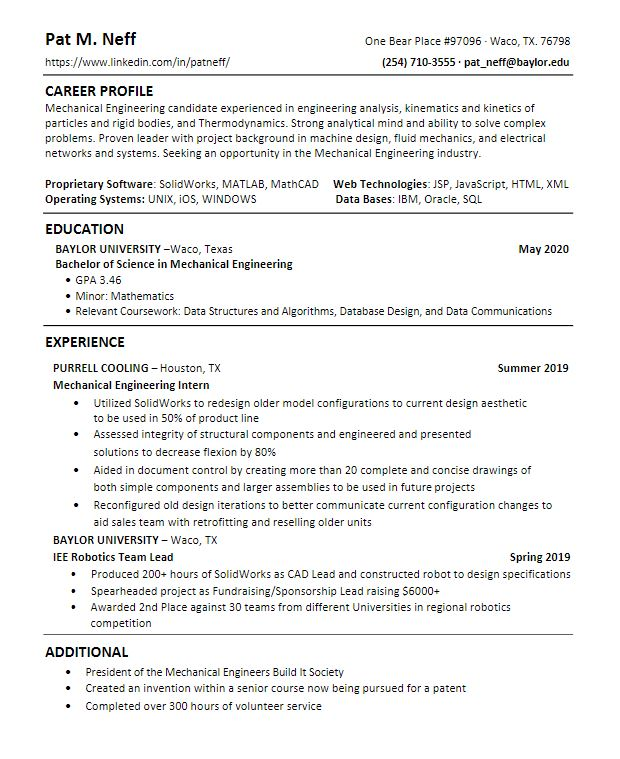 Pat M. Neff One Bear Place #97096 · Waco, TX. 76798
https://www.linkedin.com/in/patneff/ (254) 710-3555 · pat_neff@baylor.edu
CAREER PROFILE
Mechanical Engineering candidate experienced in engineering analysis, kinematics and kinetics of
particles and rigid bodies, and Thermodynamics. Strong analytical mind and ability to solve complex
problems. Proven leader with project background in machine design, fluid mechanics, and electrical
networks and systems. Seeking an opportunity in the Mechanical Engineering industry.
Proprietary Software: SolidWorks, MATLAB, MathCAD Web Technologies: JSP, JavaScript, HTML, XML
Operating Systems: UNIX, iOS, WINDOWS Data Bases: IBM, Oracle, SQL
EDUCATION
BAYLOR UNIVERSITY –Waco, Texas May 2020
Bachelor of Science in Mechanical Engineering
• GPA 3.46
• Minor: Mathematics
• Relevant Coursework: Data Structures and Algorithms, Database Design, and Data Communications
EXPERIENCE
PURRELL COOLING – Houston, TX Summer 2019
Mechanical Engineering Intern
• Utilized SolidWorks to redesign older model configurations to current design aesthetic
to be used in 50% of product line
• Assessed integrity of structural components and engineered and presented
solutions to decrease flexion by 80%
• Aided in document control by creating more than 20 complete and concise drawings of
both simple components and larger assemblies to be used in future projects
• Reconfigured old design iterations to better communicate current configuration changes to
aid sales team with retrofitting and reselling older units
BAYLOR UNIVERSITY – Waco, TX
IEE Robotics Team Lead Spring 2019
• Produced 200+ hours of SolidWorks as CAD Lead and constructed robot to design specifications
• Spearheaded project as Fundraising/Sponsorship Lead raising $6000+
• Awarded 2nd Place against 30 teams from different Universities in regional robotics
competition
ADDITIONAL
• President of the Mechanical Engineers Build It Society
• Created an invention within a senior course now being pursued for a patent
• Completed over 300 hours of volunteer service